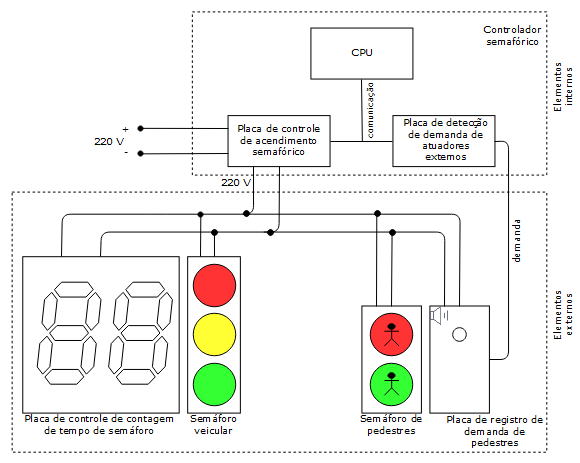 Controlador
semafórico
CPU
Elementos
internos
comunicação
Placa de controle
de acendimento
semafórico
Placa de detecção
de demanda de
atuadores
externos
+
220 V
-
220 V
demanda
Elementos
externos
Placa de controle de contagem
de tempo de semáforo
Semáforo
veicular
Semáforo de
pedestres
Placa de registro de
demanda de
pedestres